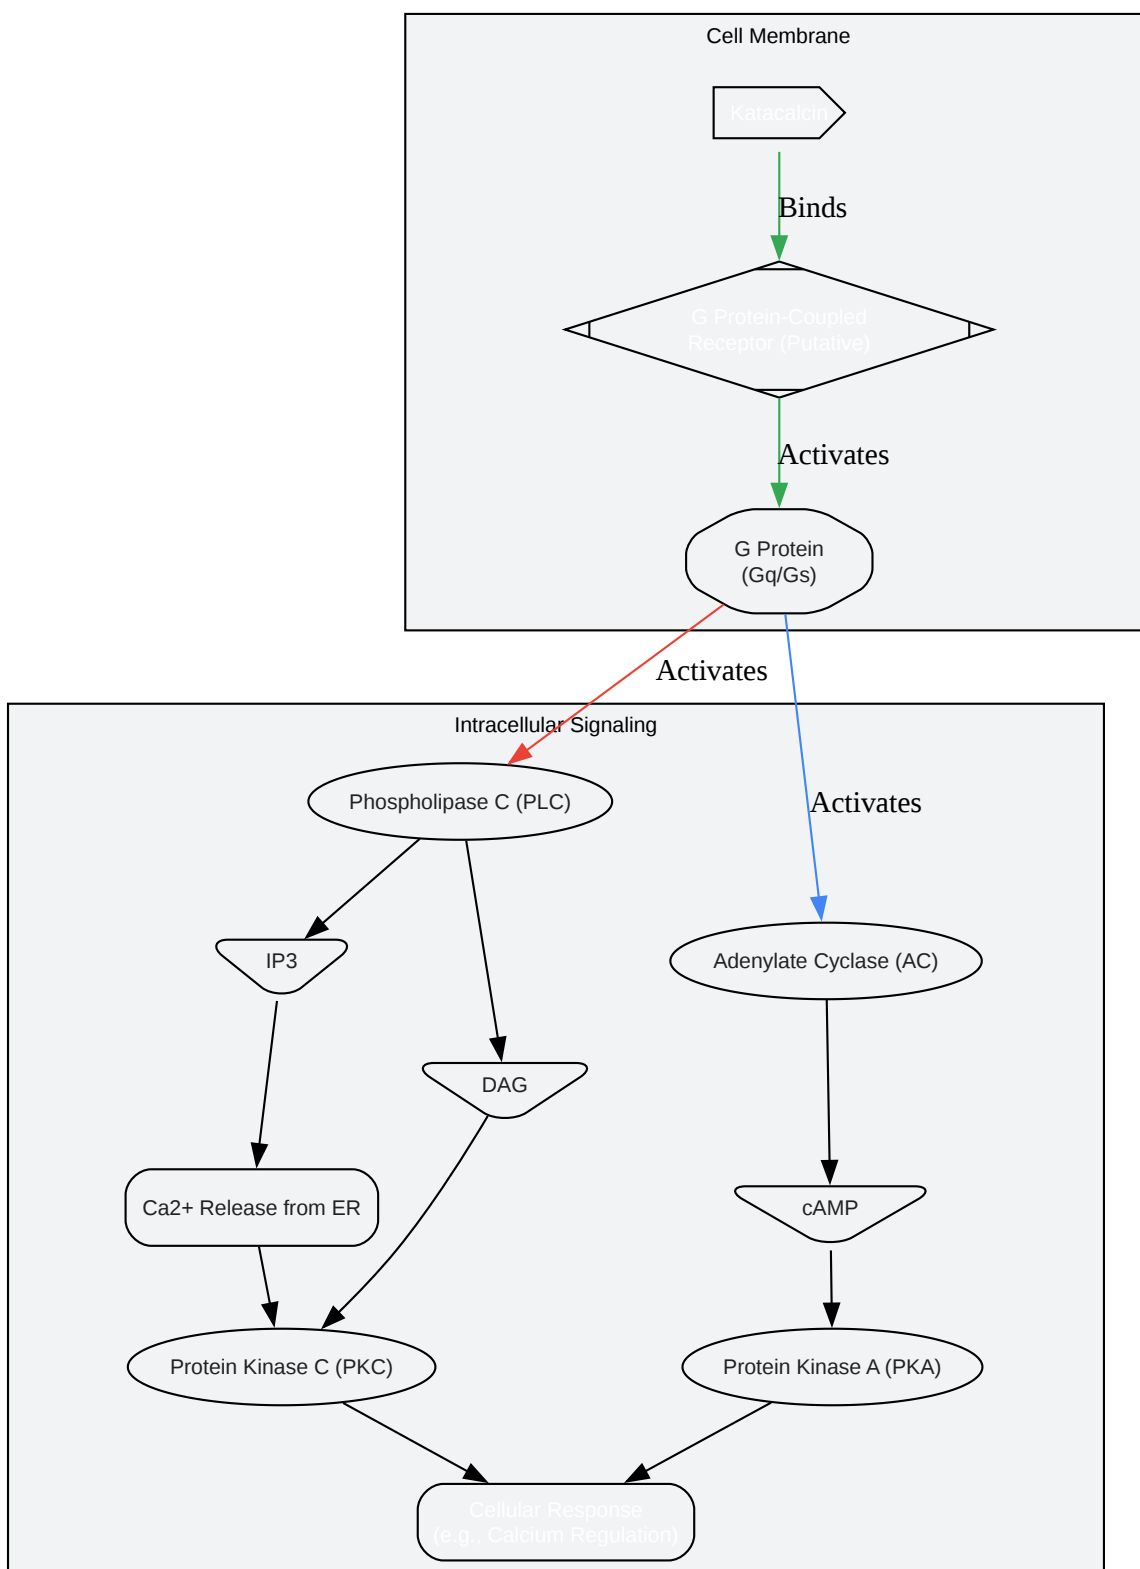 Cell Membrane
Katacalcin
Binds
G Protein-Coupled
Receptor (Putative)
Activates
G Protein
(Gq/Gs)
Activates
Intracellular Signaling
Phospholipase C (PLC)
Activates
IP3
Adenylate Cyclase (AC)
DAG
Ca2+ Release from ER
cAMP
Protein Kinase C (PKC)
Protein Kinase A (PKA)
Cellular Response
(e.g., Calcium Regulation)